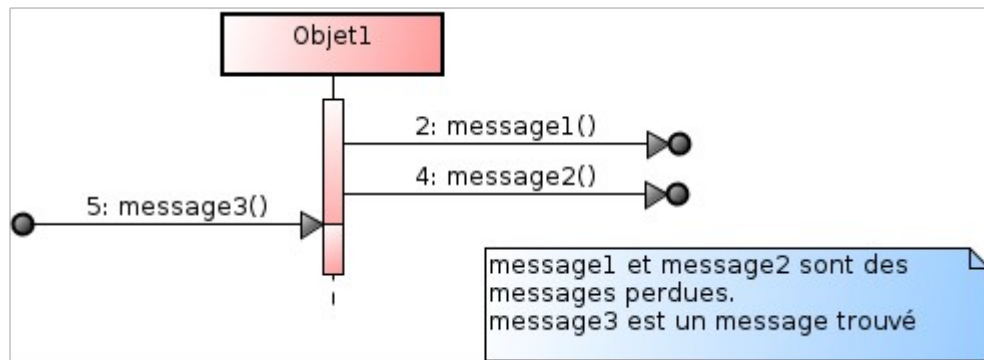 Objet1
2: message1()
4: message2()
5: message3()
message1 et message2 sont des
messages perdues.
message3 est un message trouvé